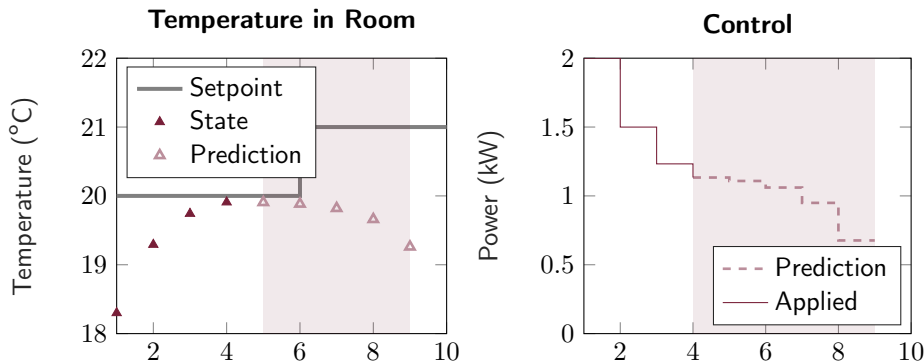 Temperature in Room
Temperature (°C)
22
21
20
19
18
2 4 6 8 10
Setpoint
State
Prediction
Control
Power (kW)
2
1.5
1
0.5
0
2 4 6 8 10
Prediction
Applied